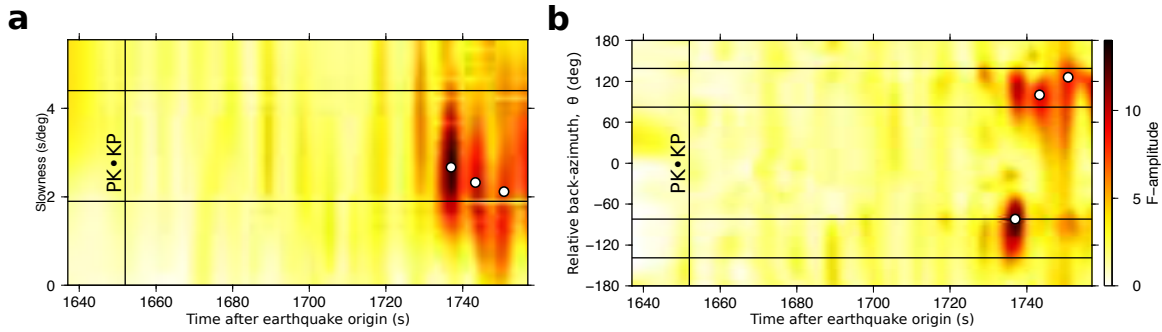 a
Slowness (s/deg)
4
2
0
PK•KP
1640 1660 1680 1700 1720 1740
Time after earthquake origin (s)
b
Relative back-azimuth, θ (deg)
180
120
60
0
−60
−120
−180
PK•KP
1640 1660 1680 1700 1720 1740
Time after earthquake origin (s)
10
5
0
F−amplitude